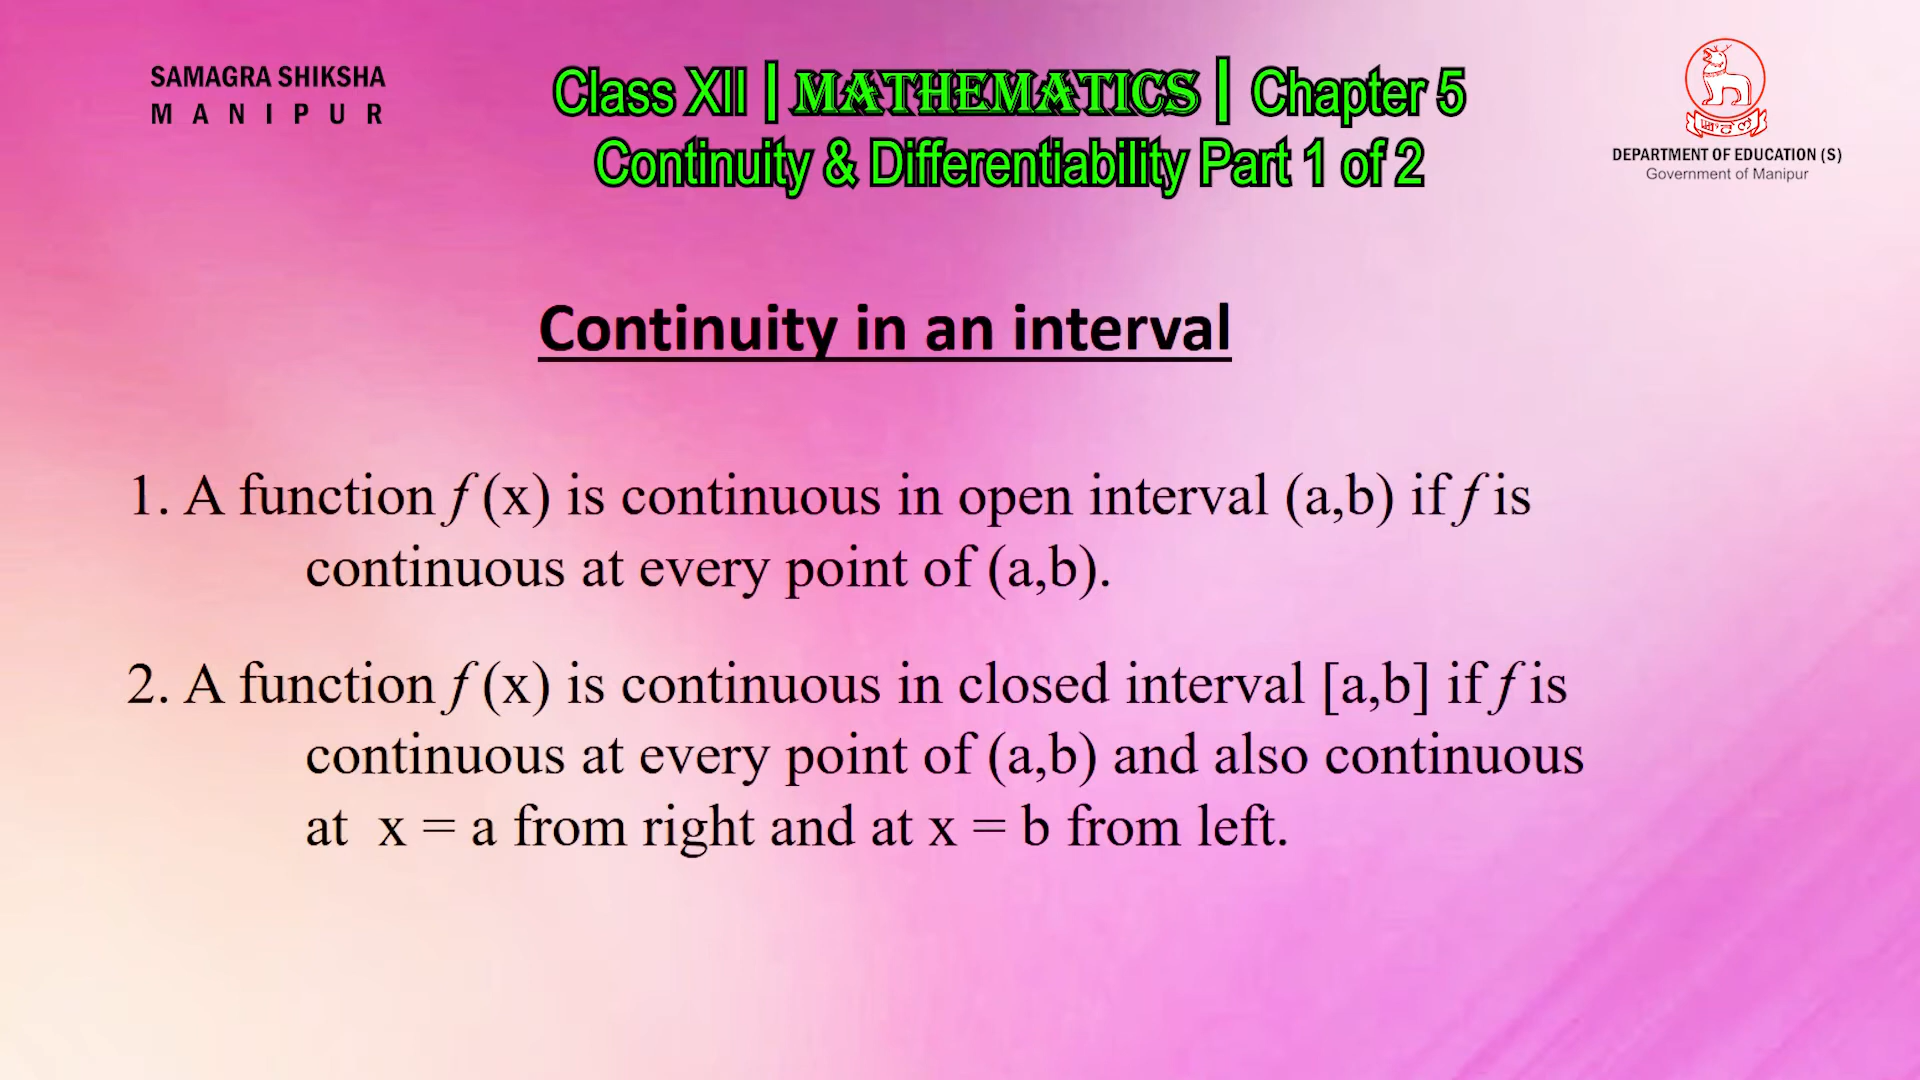 SAMAGRA SHIKSHA
MANIPUR
Class XII | MATHEMATICS | Chapter 5
Continuity & Differentiability Part 1 of 2
DEPARTMENT OF EDUCATION (S)
Government of Manipur
Continuity in an interval
1. A function f (x) is continuous in open interval (a,b) if f is
continuous at every point of (a,b).
2. A function f (x) is continuous in closed interval [a,b] if f is
continuous at every point of (a,b) and also continuous
at x = a from right and at x = b from left.